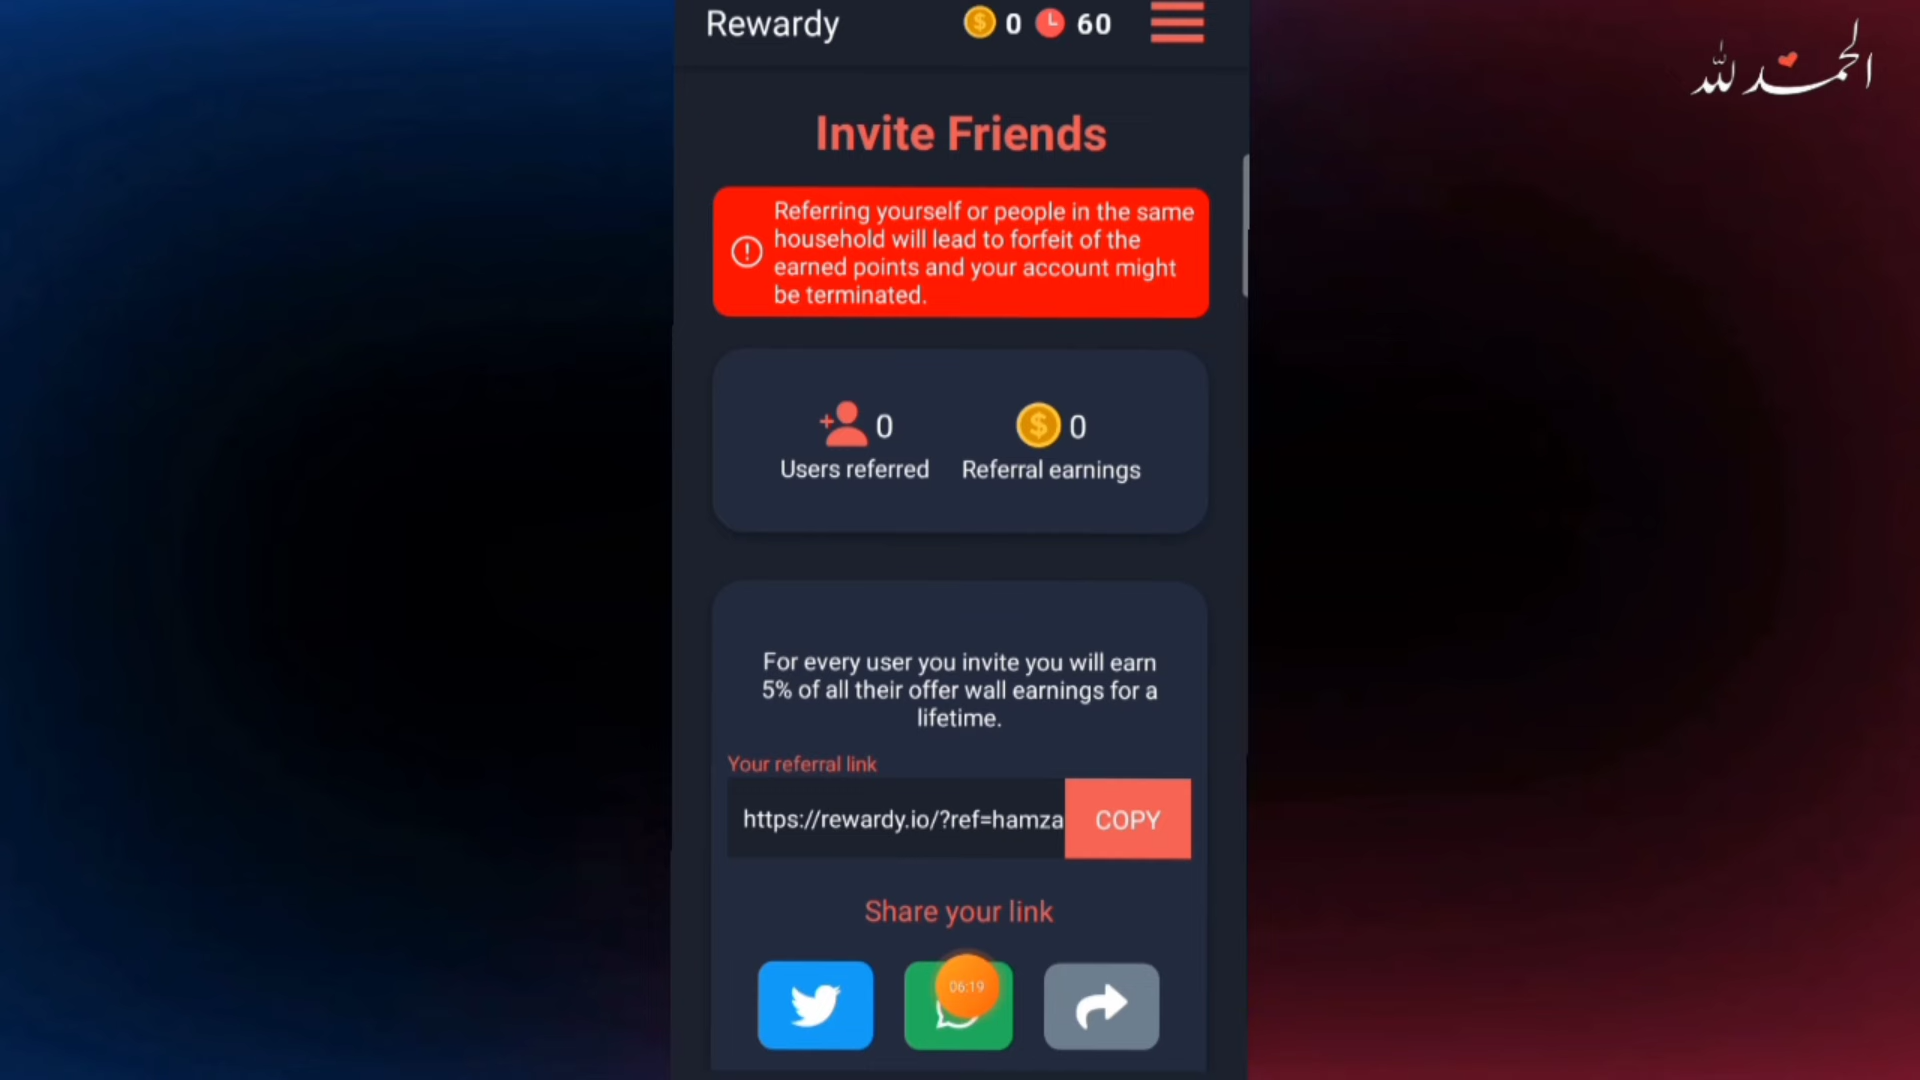 Rewardy
0
60
الحمد لله
Invite Friends
Referring yourself or people in the same
household will lead to forfeit of the
earned points and your account might
be terminated.
0
0
Users referred
Referral earnings
For every user you invite you will earn
5% of all their offer wall earnings for a
lifetime.
Your referral link
https://rewardy.io/?ref=hamza
COPY
Share your link
06:19